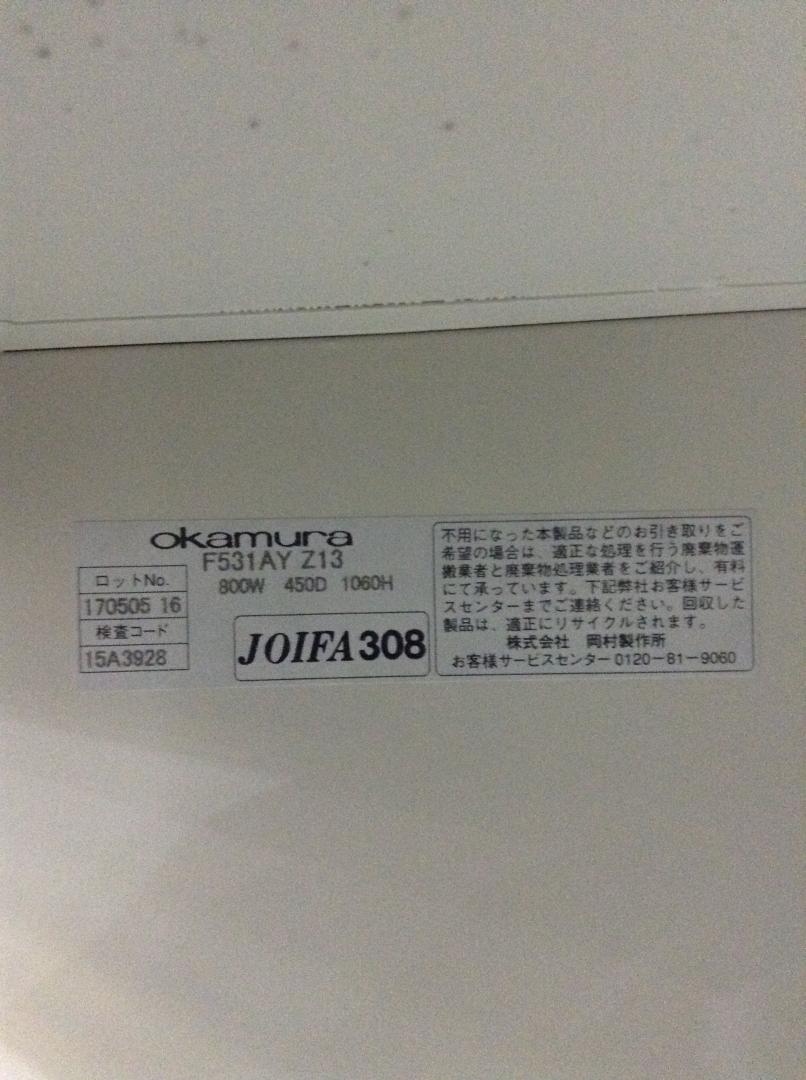 okamura
F531AY Z13
800W 450D 1060H
ロットNo.
170505 16
検査コード
15A3928
JOIFA308
不用になった本製品などのお引き取りをご
希望の場合は、適正な処理を行う廃棄物運
搬業者と廃棄物処理業者をご紹介し、有料
にて承っています。下記弊社お客様サービ
スセンターまでご連絡ください。回収した
製品は、適正にリサイクルされます。
株式会社 岡村製作所
お客様サービスセンター 0120-81-9060